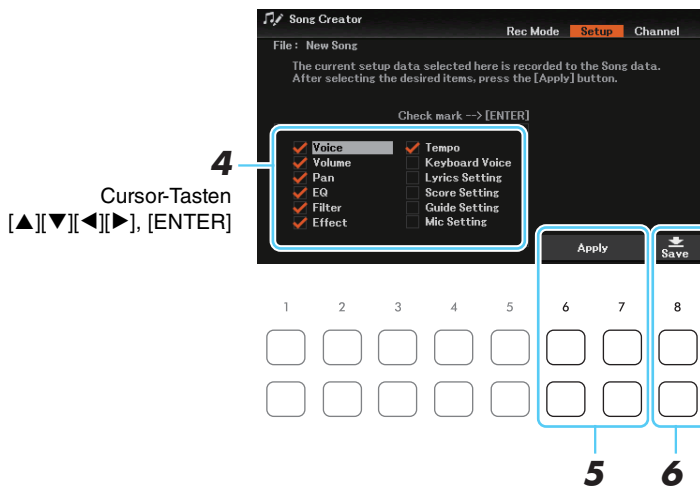 Song Creator
Rec Mode Setup Channel
File : New Song
The current setup data selected here is recorded to the Song data.
After selecting the desired items, press the [Apply] button.
Check mark --> [ENTER]
4
Cursor-Tasten
[▲][▼][◀][▶], [ENTER]
Voice
Volume
Pan
EQ
Filter
Effect
Tempo
Keyboard Voice
Lyrics Setting
Score Setting
Guide Setting
Mic Setting
Apply
Save
1 2 3 4 5 6 7 8
5 6